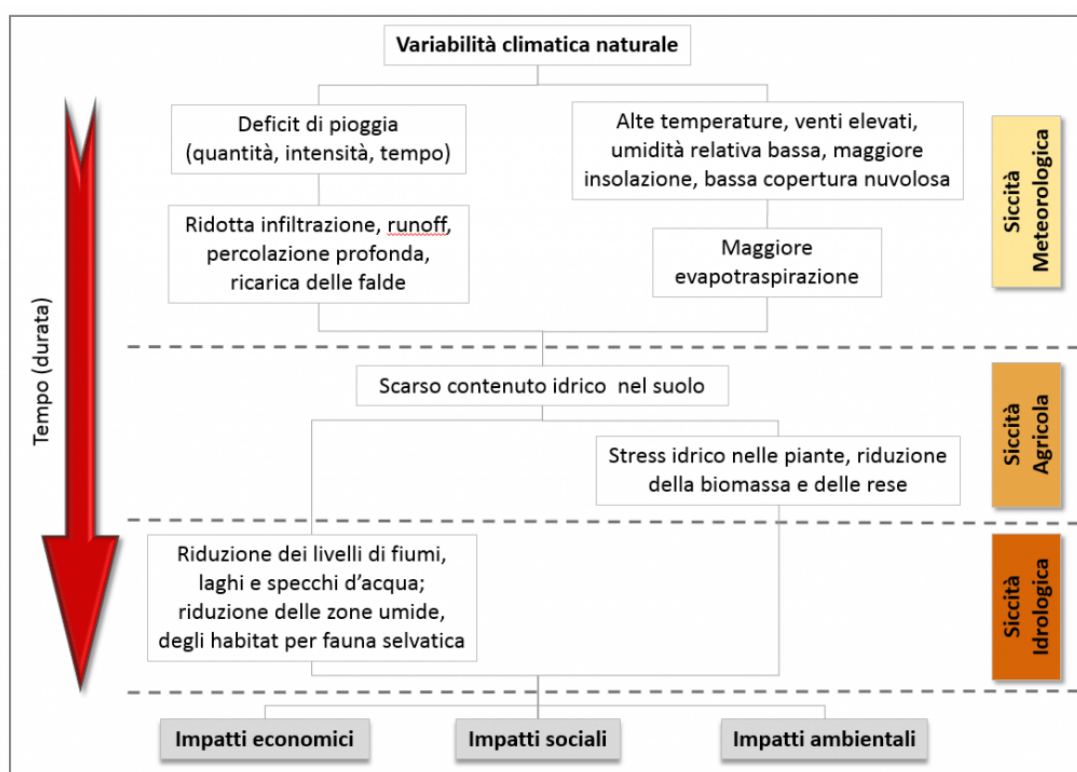 Variabilità climatica naturale
Deficit di pioggia
(quantità, intensità, tempo)
Alte temperature, venti elevati,
umidità relativa bassa, maggiore
insolazione, bassa copertura nuvolosa
Siccità
Meteorologica
Ridotta infiltrazione, runoff,
percolazione profonda,
ricarica delle falde
Maggiore
evapotraspirazione
Tempo (durata)
Scarso contenuto idrico nel suolo
Stress idrico nelle piante, riduzione
della biomassa e delle rese
Siccità
Agricola
Riduzione dei livelli di fiumi,
laghi e specchi d'acqua;
riduzione delle zone umide,
degli habitat per fauna selvatica
Siccità
Idrologica
Impatti economici
Impatti sociali
Impatti ambientali